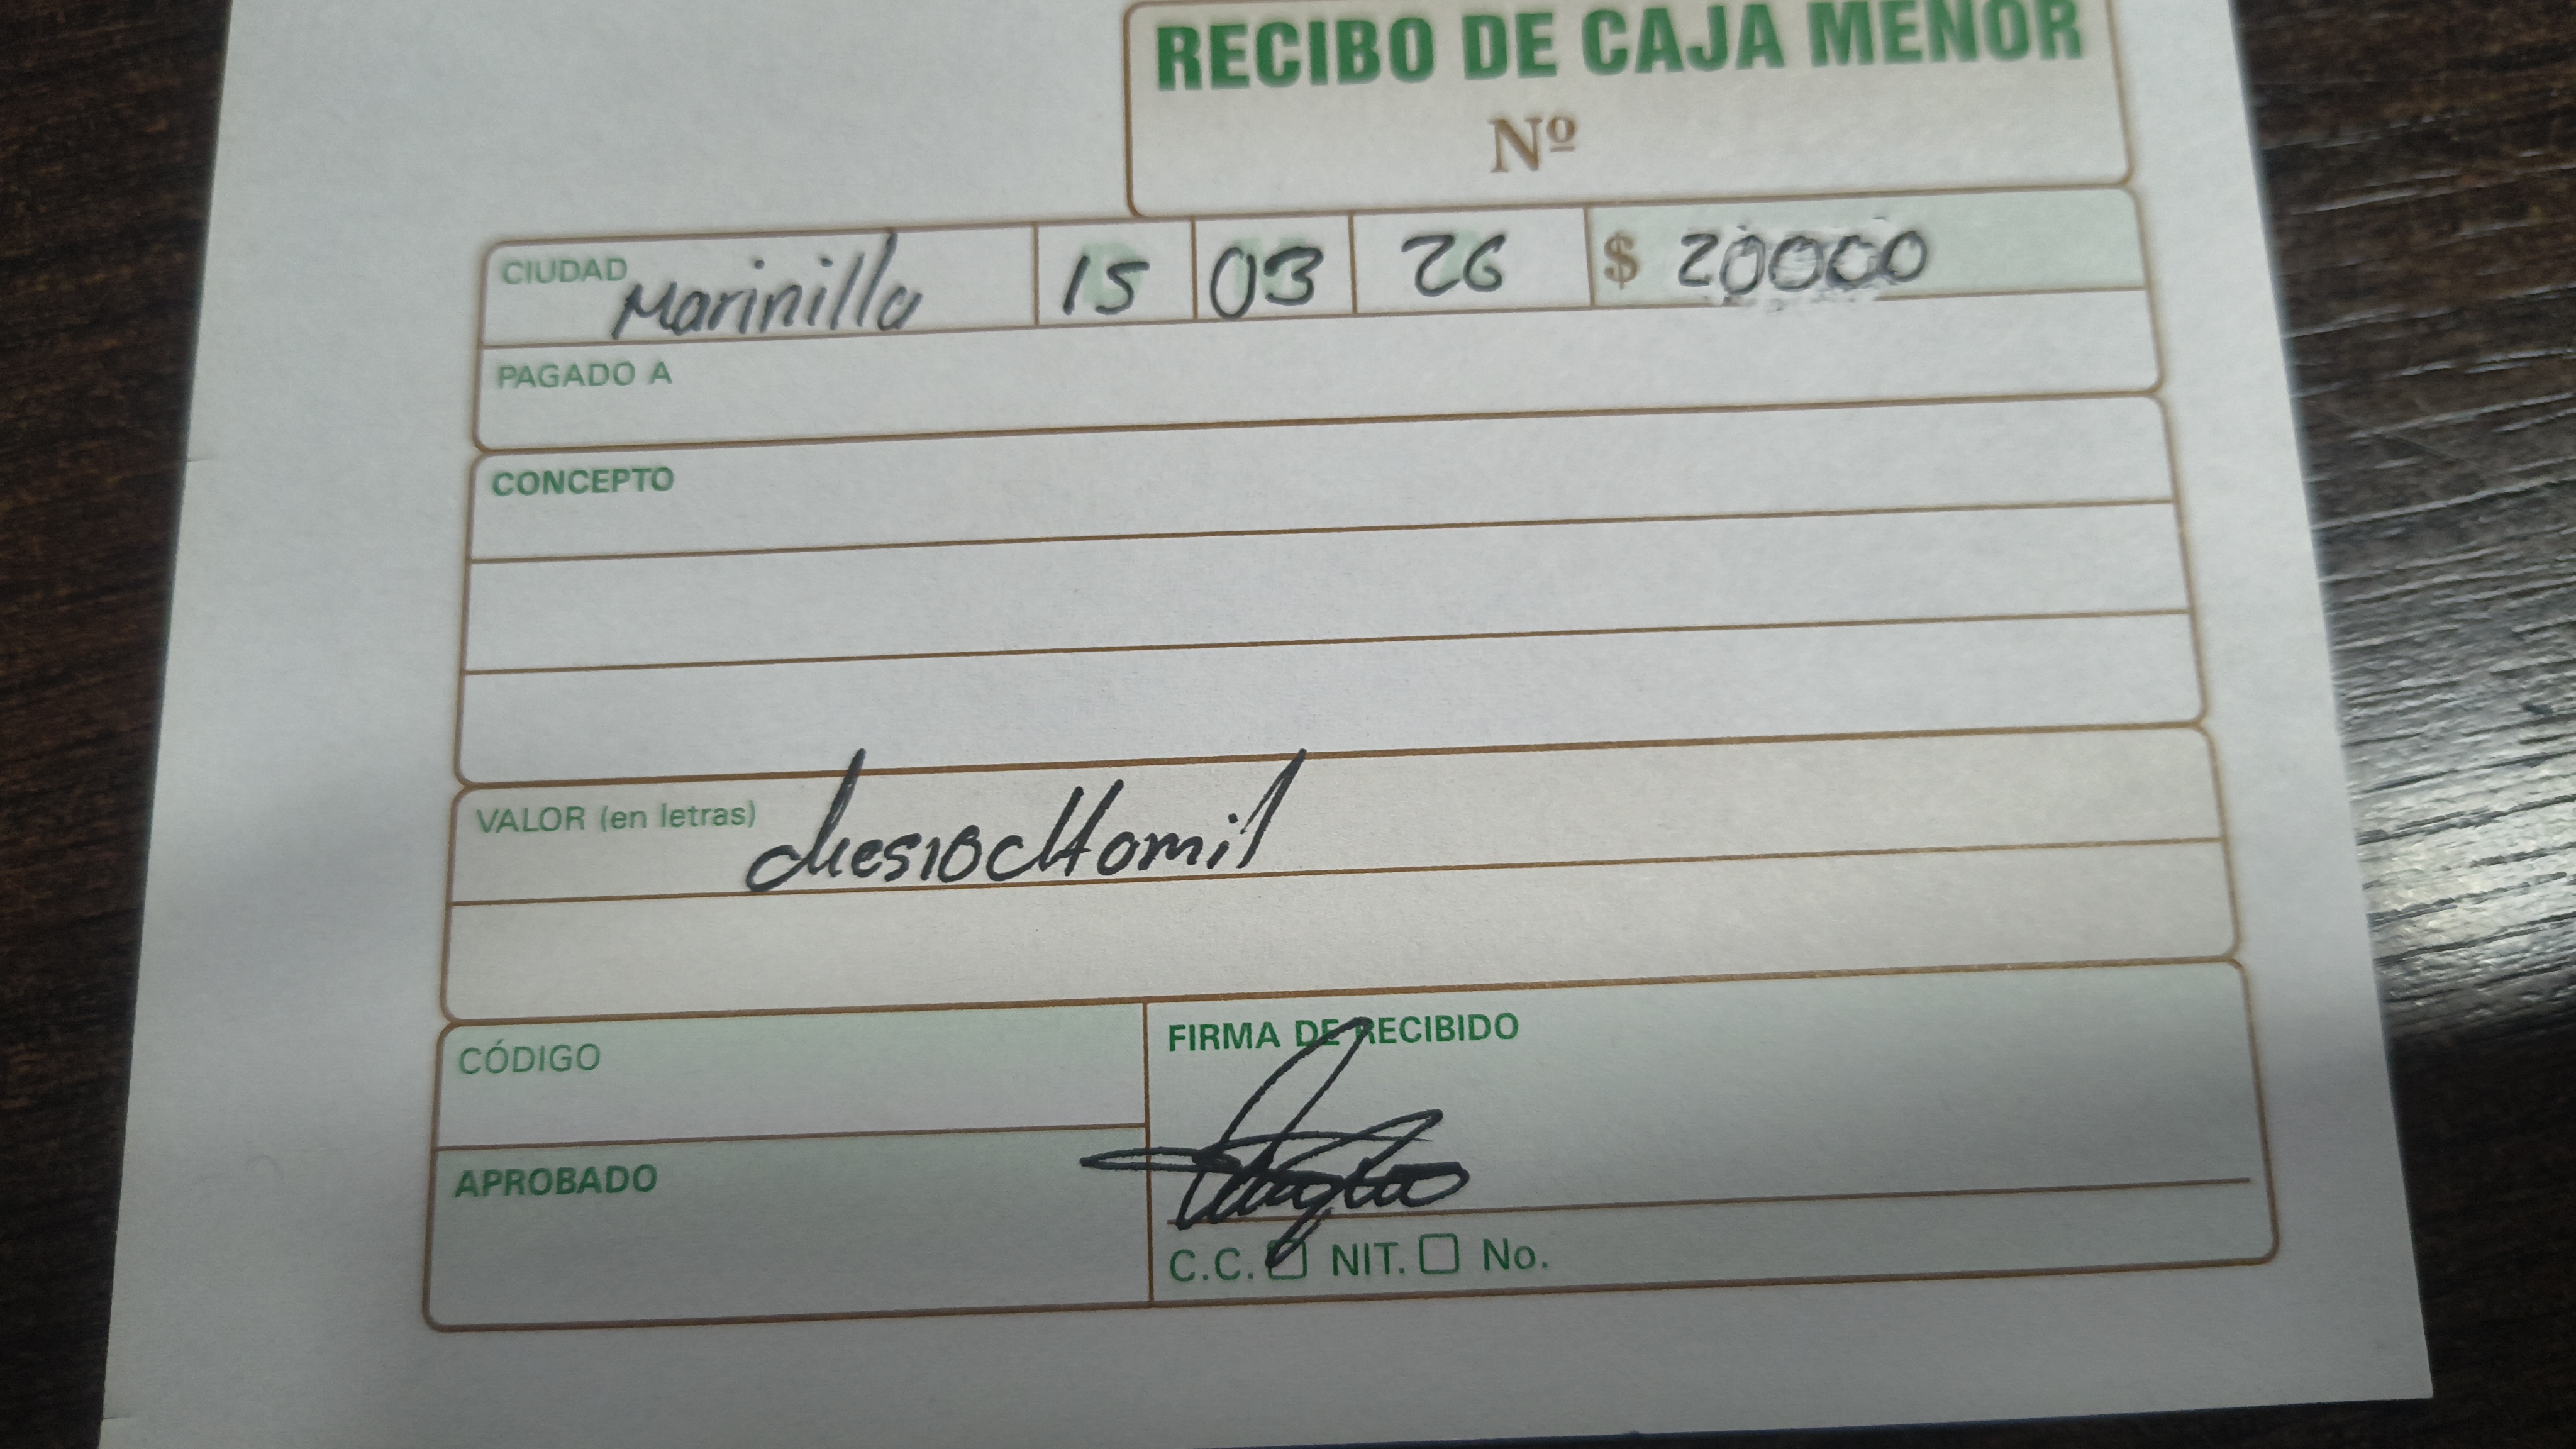 RECIBO DE CAJA MENOR
Nº
CIUDAD Marinilla 15 03 26 $ 20000
PAGADO A
CONCEPTO
VALOR (en letras) diesiochomil
CÓDIGO
FIRMA DE RECIBIDO
APROBADO
C.C. NIT. No.